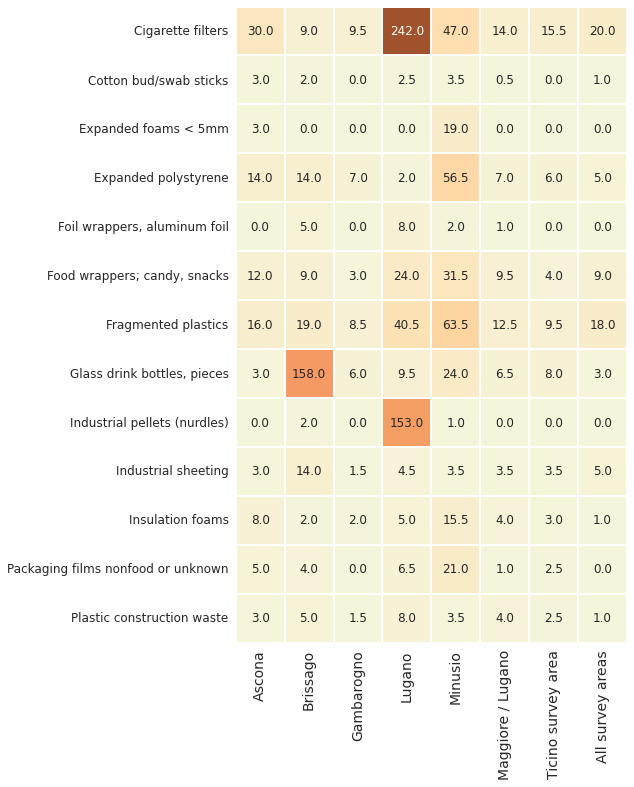 Cigarette filters 30.0 9.0 9.5 242.0 47.0 14.0 15.5 20.0
Cotton bud/swab sticks 3.0 2.0 0.0 2.5 3.5 0.5 0.0 1.0
Expanded foams < 5mm 3.0 0.0 0.0 0.0 19.0 0.0 0.0 0.0
Expanded polystyrene 14.0 14.0 7.0 2.0 56.5 7.0 6.0 5.0
Foil wrappers, aluminum foil 0.0 5.0 0.0 8.0 2.0 1.0 0.0 0.0
Food wrappers; candy, snacks 12.0 9.0 3.0 24.0 31.5 9.5 4.0 9.0
Fragmented plastics 16.0 19.0 8.5 40.5 63.5 12.5 9.5 18.0
Glass drink bottles, pieces 3.0 158.0 6.0 9.5 24.0 6.5 8.0 3.0
Industrial pellets (nurdles) 0.0 2.0 0.0 153.0 1.0 0.0 0.0 0.0
Industrial sheeting 3.0 14.0 1.5 4.5 3.5 3.5 3.5 5.0
Insulation foams 8.0 2.0 2.0 5.0 15.5 4.0 3.0 1.0
Packaging films nonfood or unknown 5.0 4.0 0.0 6.5 21.0 1.0 2.5 0.0
Plastic construction waste 3.0 5.0 1.5 8.0 3.5 4.0 2.5 1.0
Ascona
Brissago
Gambarogno
Lugano
Minusio
Maggiore / Lugano
Ticino survey area
All survey areas